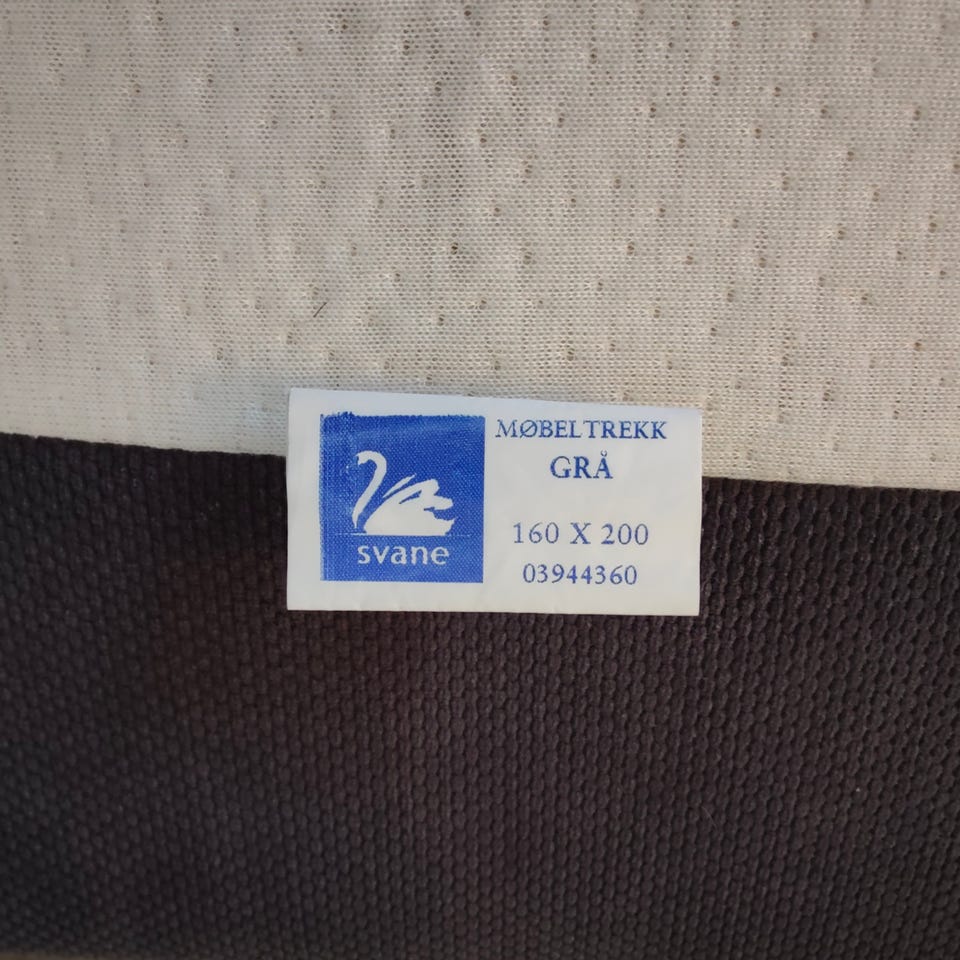 svane
MØBELTREKK
GRÅ
160 X 200
03944360